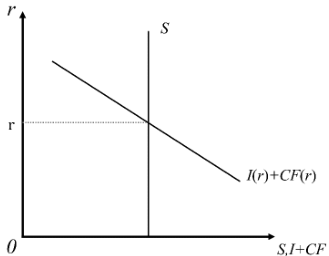 r
S
r
I(r)+CF(r)
0
S,I+CF